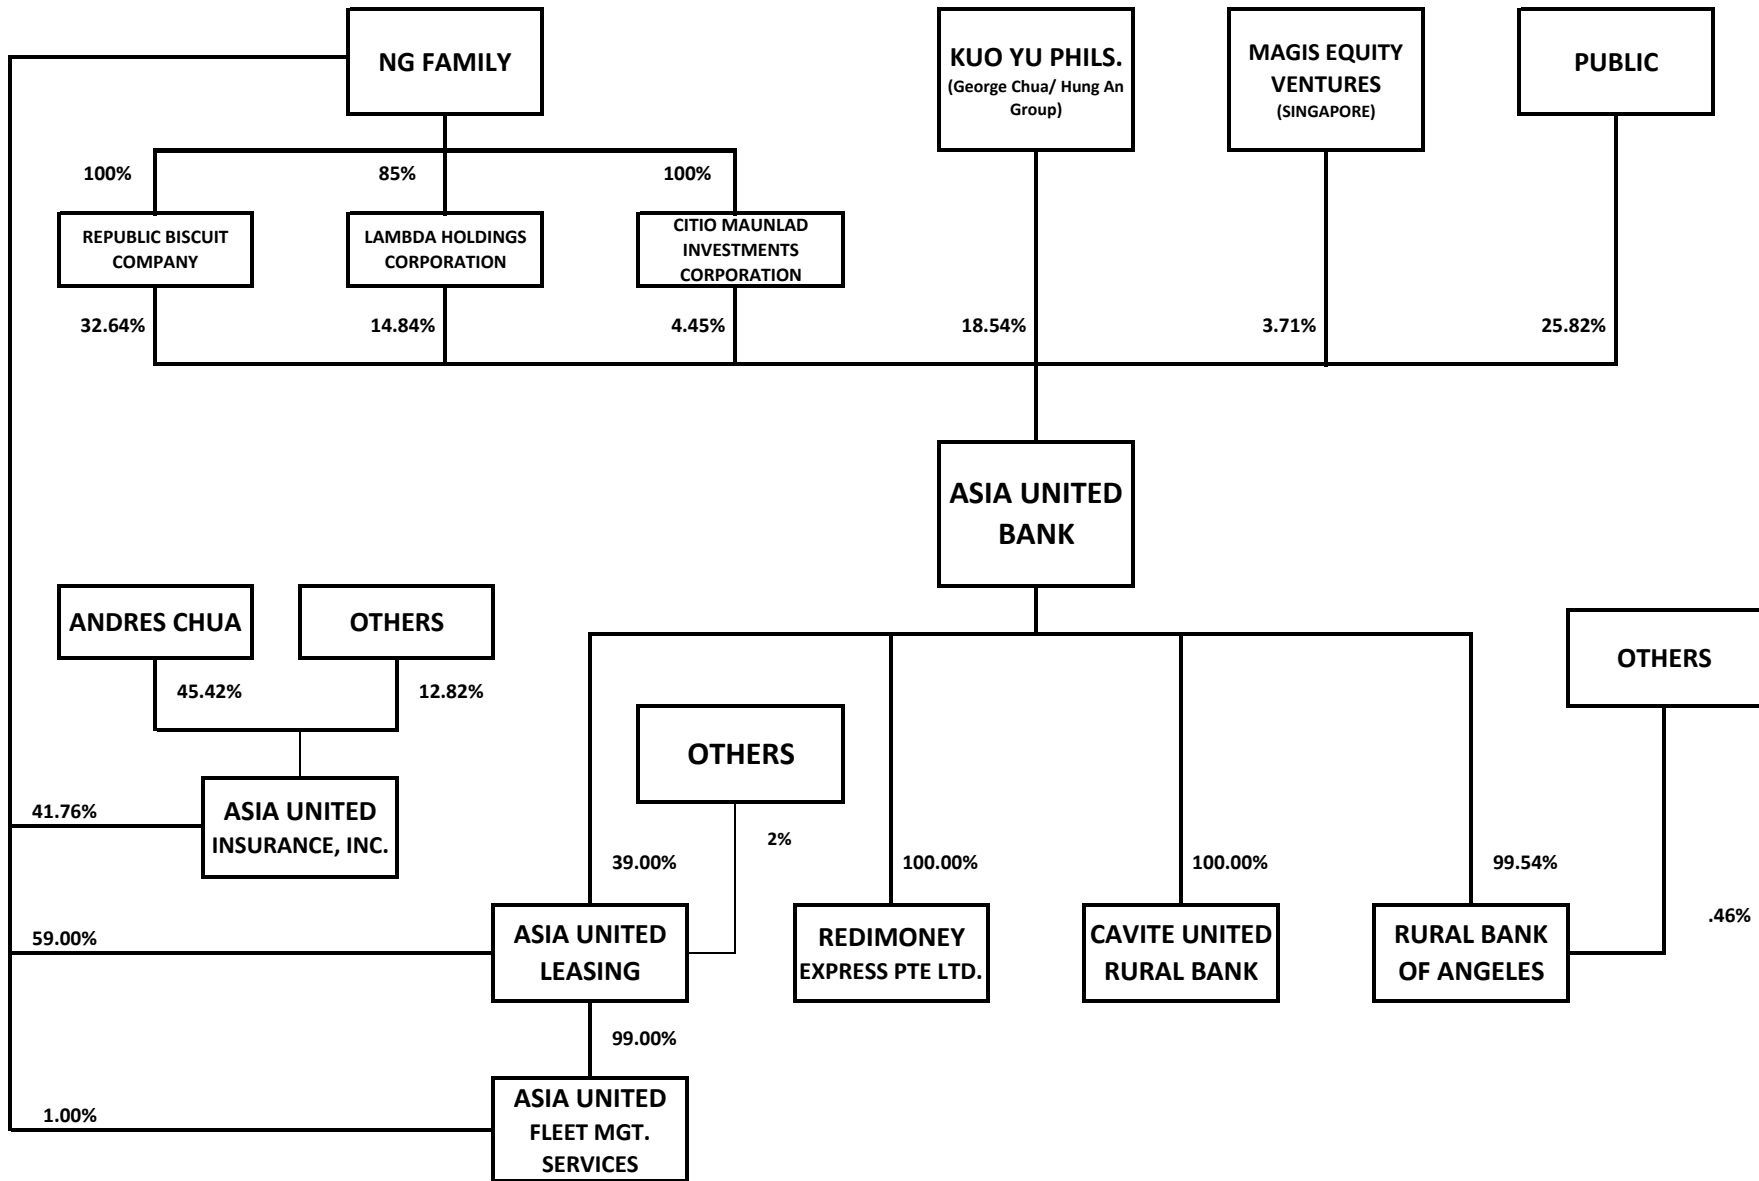 NG FAMILY
KUO YU PHILS.
(George Chua/ Hung An
Group)
MAGIS EQUITY
VENTURES
(SINGAPORE)
PUBLIC
100%
85%
100%
REPUBLIC BISCUIT
COMPANY
LAMBDA HOLDINGS
CORPORATION
CITIO MAUNLAD
INVESTMENTS
CORPORATION
32.64%
14.84%
4.45%
18.54%
3.71%
25.82%
ASIA UNITED
BANK
ANDRES CHUA
OTHERS
45.42%
12.82%
OTHERS
OTHERS
ASIA UNITED
INSURANCE, INC.
41.76%
2%
39.00%
100.00%
100.00%
99.54%
.46%
59.00%
ASIA UNITED
LEASING
REDIMONEY
EXPRESS PTE LTD.
CAVITE UNITED
RURAL BANK
RURAL BANK
OF ANGELES
99.00%
1.00%
ASIA UNITED
FLEET MGT.
SERVICES